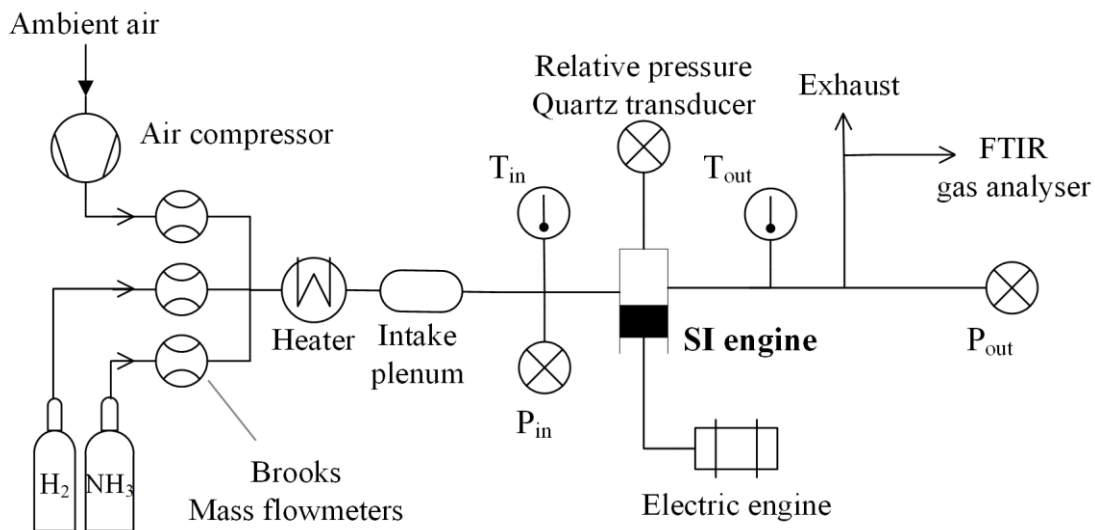 Ambient air
Air compressor
Relative pressure
Quartz transducer
Exhaust
FTIR
gas analyser
T_in
T_out
Heater
Intake
plenum
SI engine
P_out
P_in
H₂
NH₃
Brooks
Mass flowmeters
Electric engine